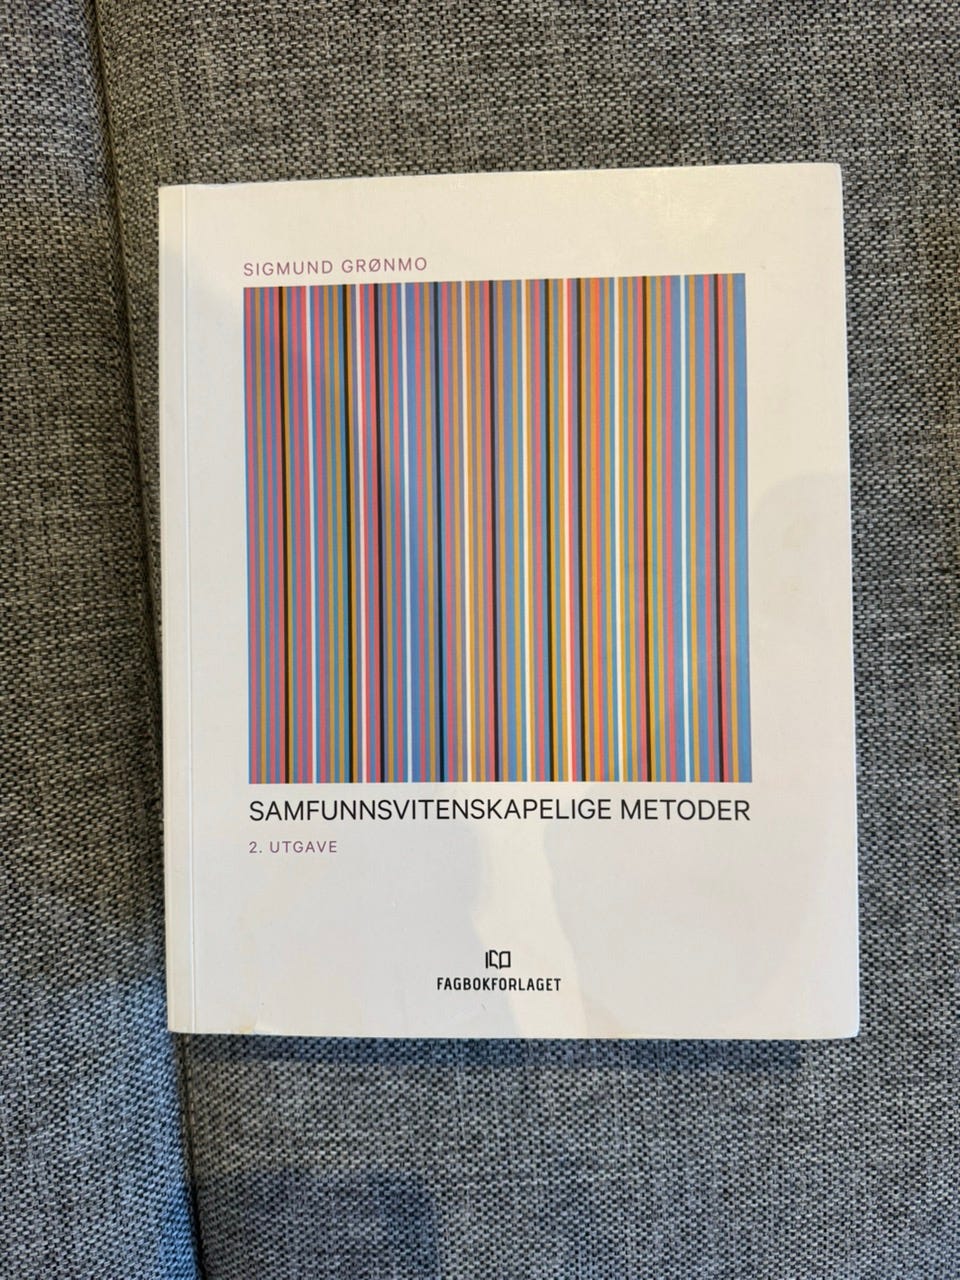 SIGMUND GRØNMO
SAMFUNNSVITENSKAPELIGE METODER
2. UTGAVE
FAGBOKFORLAGET